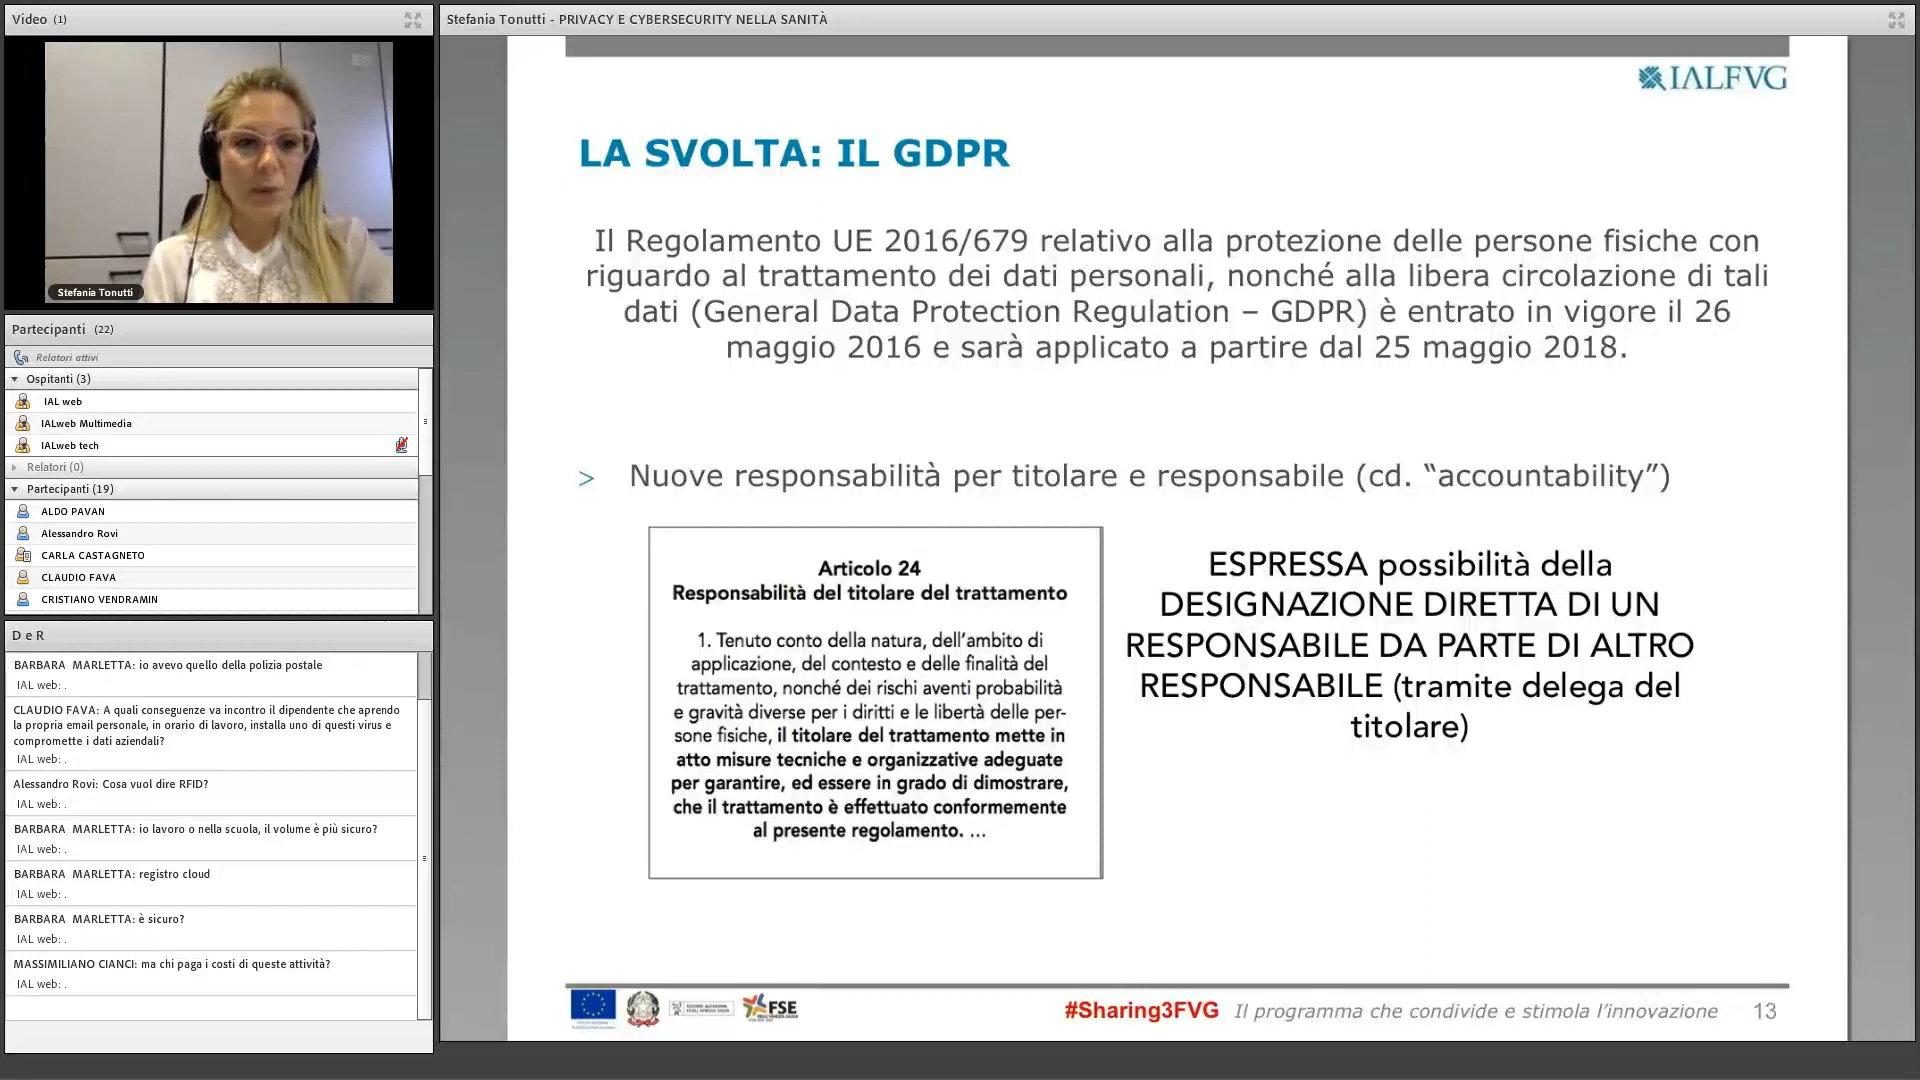 Video (1)
Stefania Tonutti
Partecipanti (22)
Relatori attivi
Ospitanti (3)
IAL web
IALweb Multimedia
IALweb tech
Relatori (0)
Partecipanti (19)
ALDO PAVAN
Alessandro Rovi
CARLA CASTAGNETO
CLAUDIO FAVA
CRISTIANO VENDRAMIN
D e R
BARBARA MARLETTA: io avevo quello della polizia postale
IAL web: .
CLAUDIO FAVA: A quali conseguenze va incontro il dipendente che aprendo
la propria email personale, in orario di lavoro, installa uno di questi virus e
compromette i dati aziendali?
IAL web: .
Alessandro Rovi: Cosa vuol dire RFID?
IAL web: .
BARBARA MARLETTA: io lavoro o nella scuola, il volume è più sicuro?
IAL web: .
BARBARA MARLETTA: registro cloud
IAL web: .
BARBARA MARLETTA: è sicuro?
IAL web: .
MASSIMILIANO CIANCI: ma chi paga i costi di queste attività?
IAL web: .
Stefania Tonutti - PRIVACY E CYBERSECURITY NELLA SANITÀ
IALFVG
LA SVOLTA: IL GDPR
Il Regolamento UE 2016/679 relativo alla protezione delle persone fisiche con
riguardo al trattamento dei dati personali, nonché alla libera circolazione di tali
dati (General Data Protection Regulation – GDPR) è entrato in vigore il 26
maggio 2016 e sarà applicato a partire dal 25 maggio 2018.
> Nuove responsabilità per titolare e responsabile (cd. “accountability”)
Articolo 24
Responsabilità del titolare del trattamento
1. Tenuto conto della natura, dell’ambito di
applicazione, del contesto e delle finalità del
trattamento, nonché dei rischi aventi probabilità
e gravità diverse per i diritti e le libertà delle per-
sone fisiche, il titolare del trattamento mette in
atto misure tecniche e organizzative adeguate
per garantire, ed essere in grado di dimostrare,
che il trattamento è effettuato conformemente
al presente regolamento. ...
ESPRESSA possibilità della
DESIGNAZIONE DIRETTA DI UN
RESPONSABILE DA PARTE DI ALTRO
RESPONSABILE (tramite delega del
titolare)
FSE
#Sharing3FVG Il programma che condivide e stimola l’innovazione 13